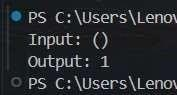 PS C:\Users\Lenov
Input: ()
Output: 1
PS C:\Users\Lenov